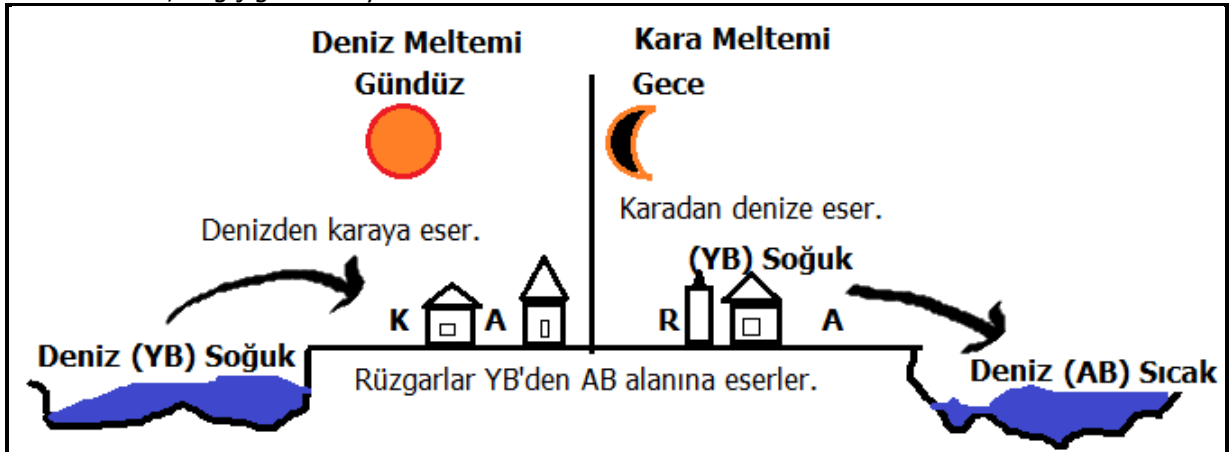 Deniz Meltemi
Gündüz
Denizden karaya eser.
Kara Meltemi
Gece
Karadan denize eser.
(YB) Soğuk
K A R A
Deniz (YB) Soğuk
Deniz (AB) Sıcak
Rüzgarlar YB'den AB alanına eserler.